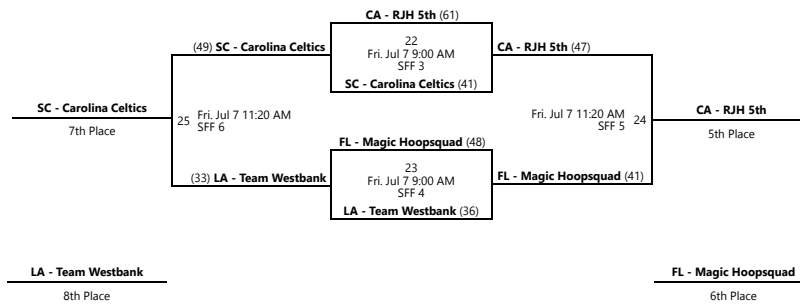 CA - RJH 5th (61)
22
Fri. Jul 7 9:00 AM
SFF 3
SC - Carolina Celtics (41)
(49) SC - Carolina Celtics
CA - RJH 5th (47)
SC - Carolina Celtics
7th Place
25 Fri. Jul 7 11:20 AM
SFF 6
Fri. Jul 7 11:20 AM 24
SFF 5
CA - RJH 5th
5th Place
FL - Magic Hoopsquad (48)
23
Fri. Jul 7 9:00 AM
SFF 4
LA - Team Westbank (36)
(33) LA - Team Westbank
FL - Magic Hoopsquad (41)
LA - Team Westbank
8th Place
FL - Magic Hoopsquad
6th Place